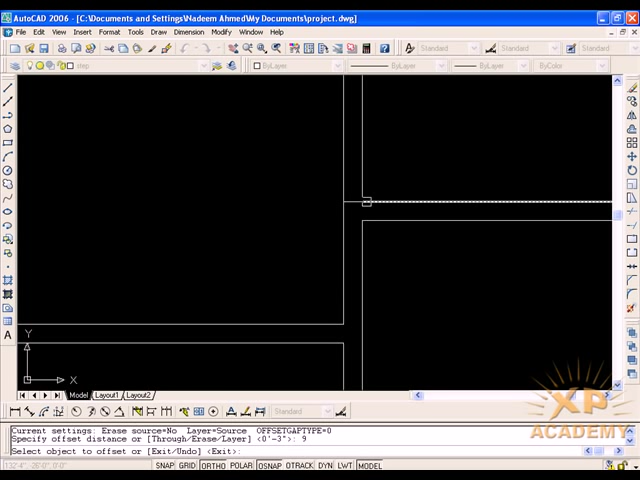 AutoCAD 2006 - [C:\Documents and Settings\Nadeem Ahmed\My Documents\project.dwg]
File Edit View Insert Format Tools Draw Dimension Modify Window Help
Standard Standard Standard
step ByLayer ByLayer ByLayer ByColor
Y
X
Model Layout1 Layout2
Standard
XP
ACADEMY
Current settings: Erase source=No Layer=Source OFFSETGAPTYPE=0
Specify offset distance or [Through/Erase/Layer] <0'-3">: 9
Select object to offset or [Exit/Undo] <Exit>:
SNAP GRID ORTHO POLAR OSNAP OTRACK DYN LWT MODEL